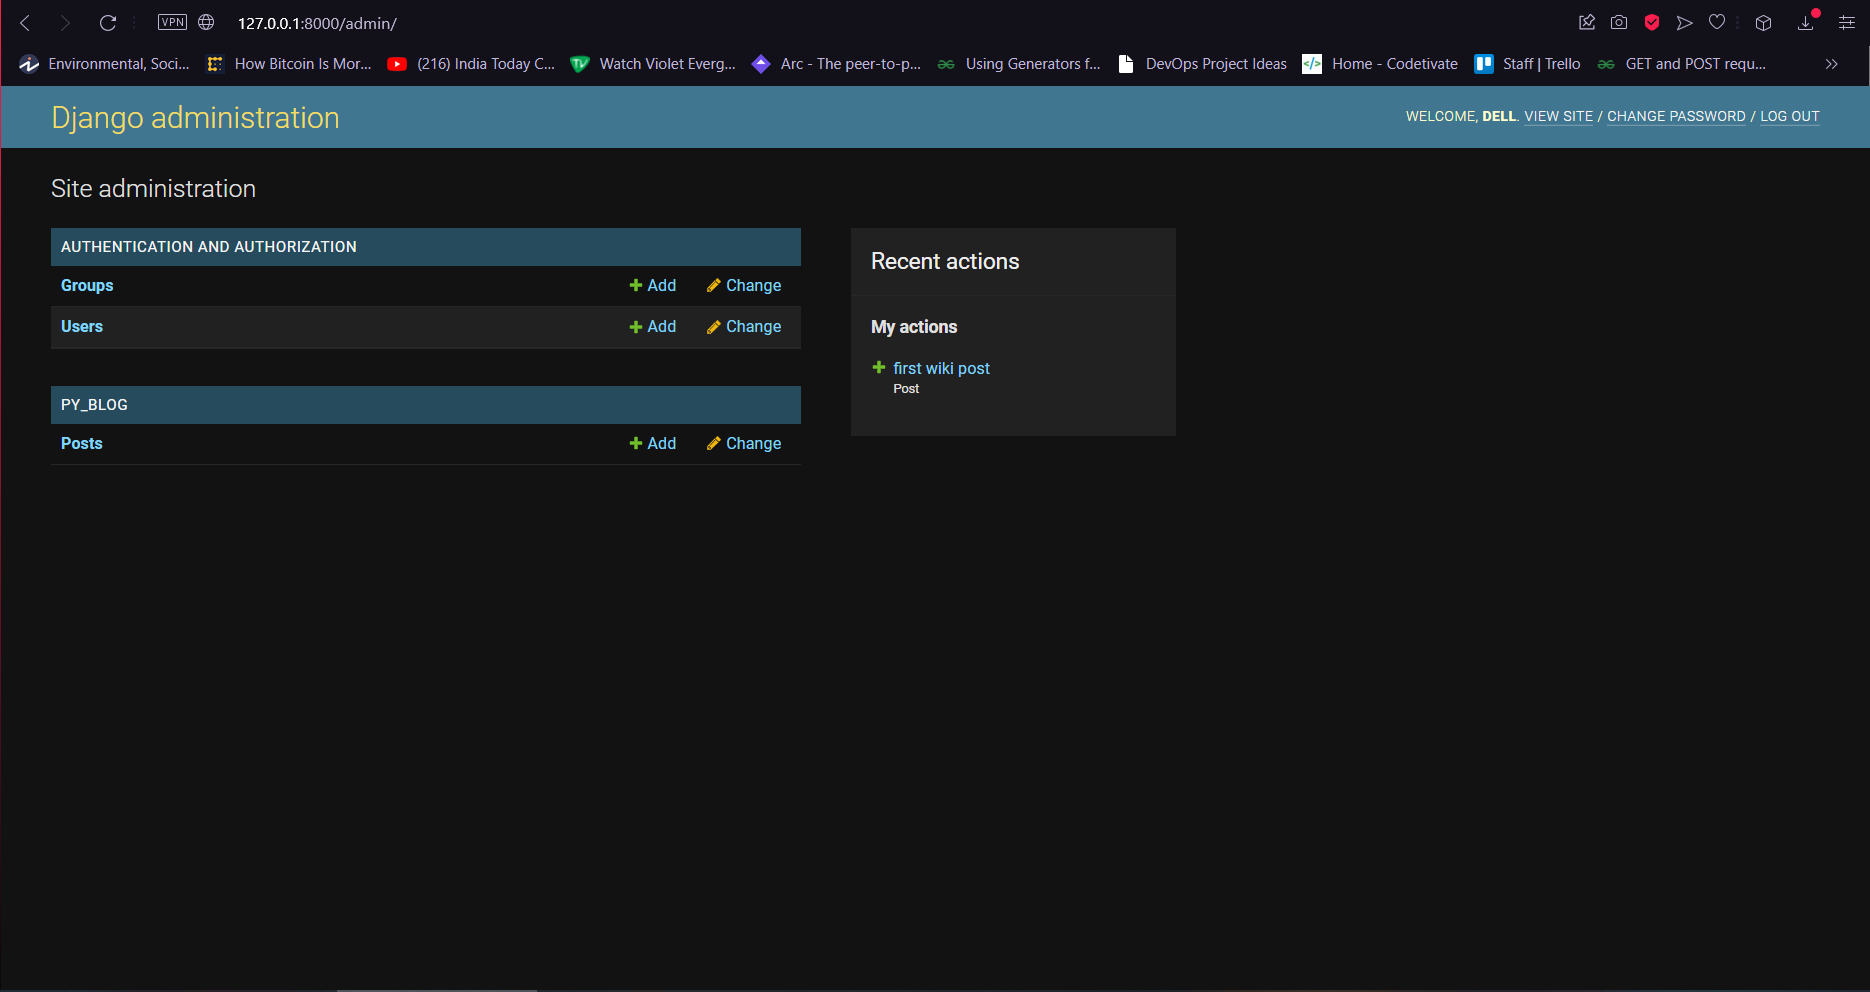 VPN 127.0.0.1:8000/admin/
Environmental, Soci... How Bitcoin Is Mor... (216) India Today C... TV Watch Violet Everg... Arc - The peer-to-p... Using Generators f... DevOps Project Ideas </> Home - Codetivate Staff | Trello GET and POST requ...
Django administration WELCOME, DELL. VIEW SITE / CHANGE PASSWORD / LOG OUT
Site administration
AUTHENTICATION AND AUTHORIZATION
Groups Add Change
Users Add Change
PY_BLOG
Posts Add Change
Recent actions
My actions
first wiki post
Post